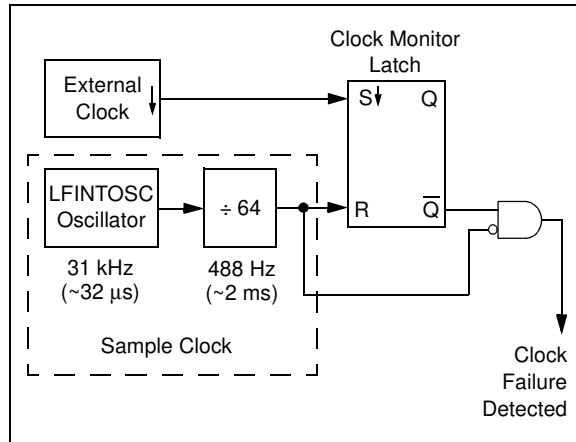 Clock Monitor
Latch
External
Clock
S
Q
LFINTOSC
Oscillator
÷ 64
R
Q̅
31 kHz
(~32 μs)
488 Hz
(~2 ms)
Sample Clock
Clock
Failure
Detected